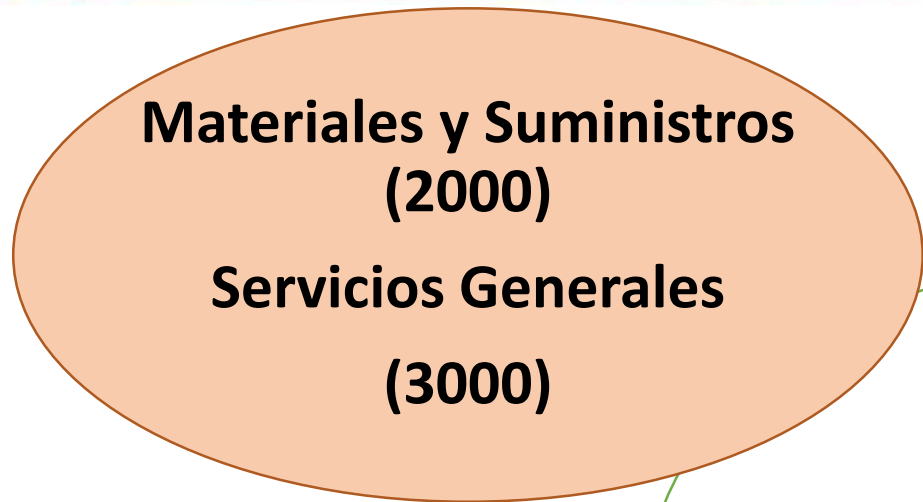 Materiales y Suministros
(2000)
Servicios Generales
(3000)